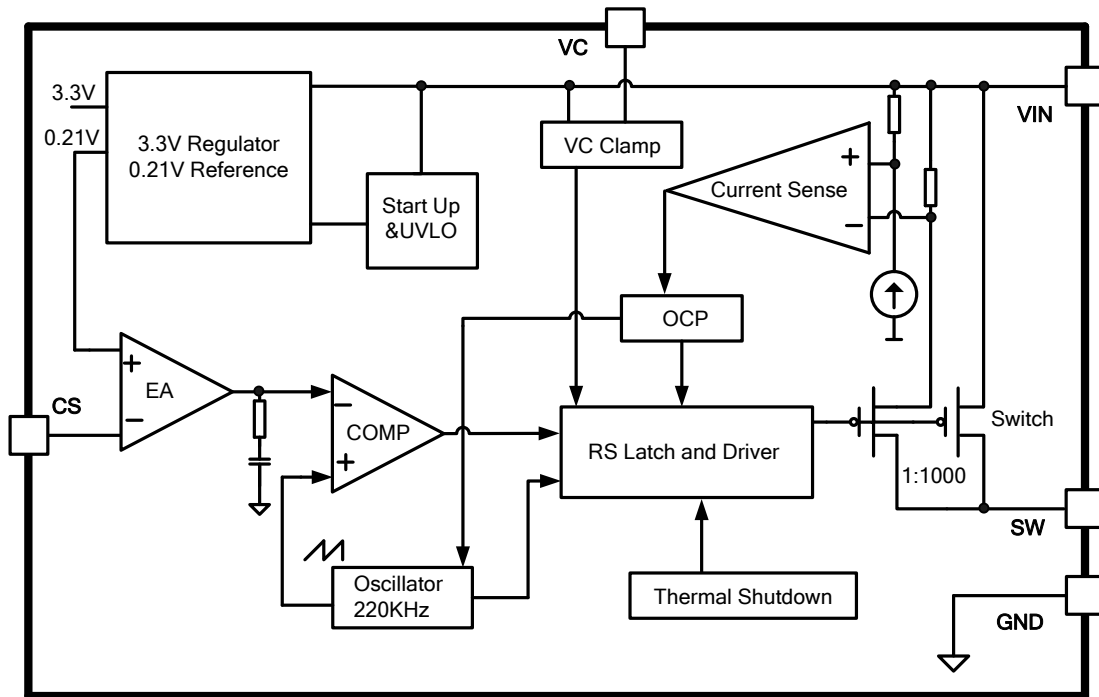 VC
VIN
3.3V
0.21V
3.3V Regulator
0.21V Reference
VC Clamp
Start Up
&UVLO
+
Current Sense
−
OCP
+
EA
−
CS
−
COMP
+
RS Latch and Driver
Switch
1:1000
SW
Oscillator
220KHz
Thermal Shutdown
GND